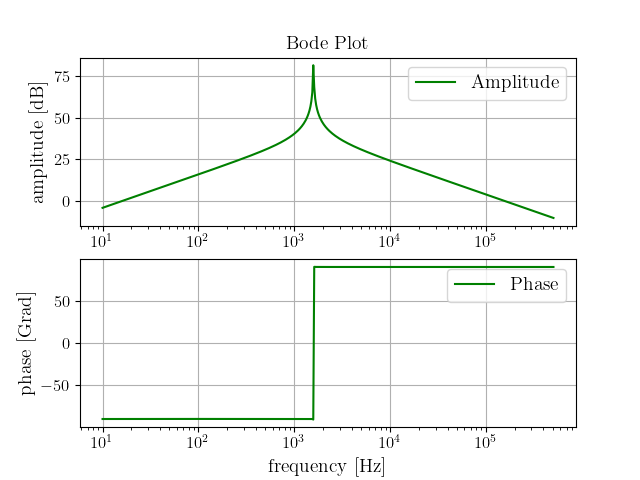 Bode Plot
amplitude [dB]
75
50
25
0
Amplitude
10^1
10^2
10^3
10^4
10^5
phase [Grad]
50
0
−50
Phase
10^1
10^2
10^3
10^4
10^5
frequency [Hz]